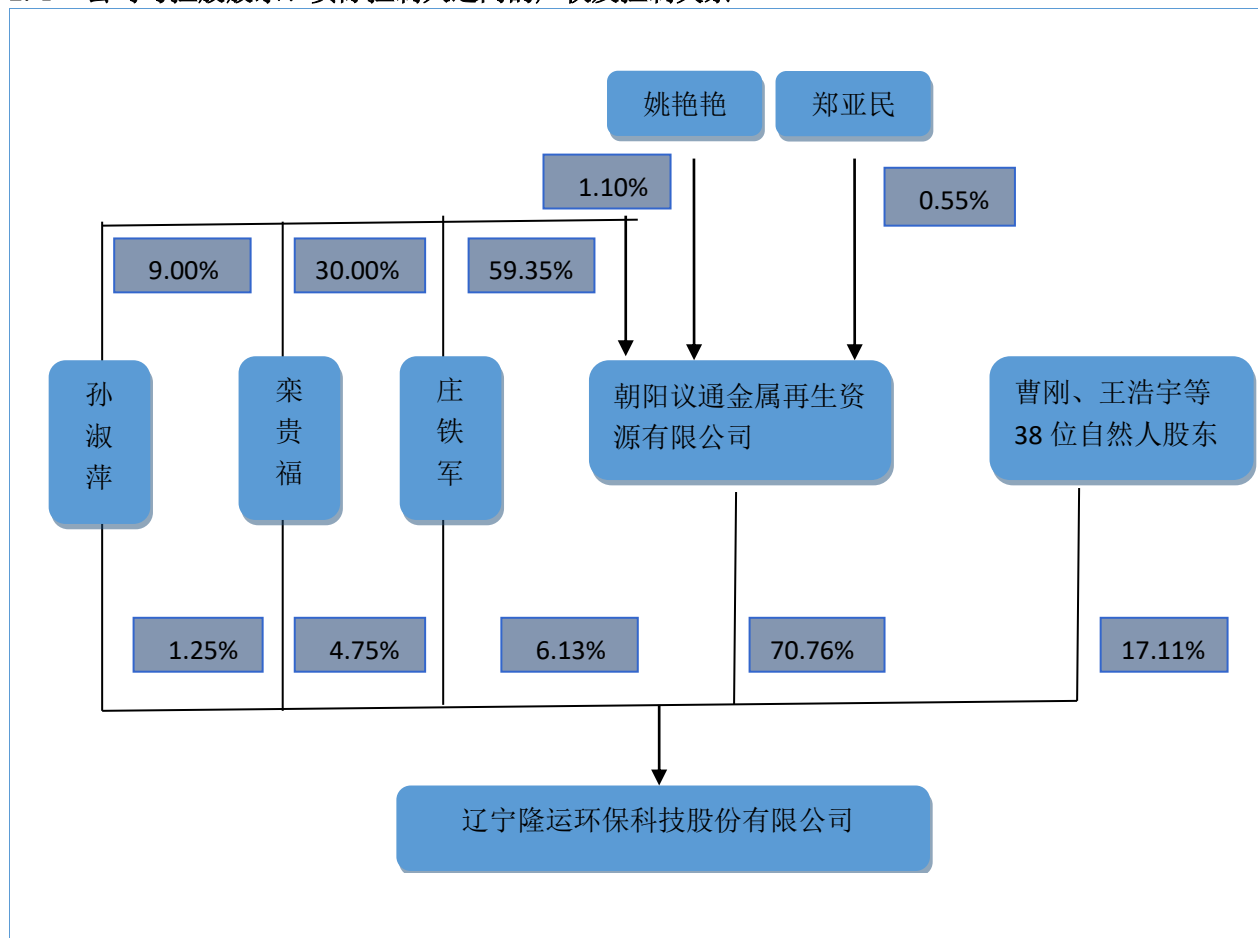 姚艳艳
郑亚民
1.10%
0.55%
9.00%
30.00%
59.35%
孙
淑
萍
栾
贵
福
庄
铁
军
朝阳议通金属再生资
源有限公司
曹刚、王浩宇等
38 位自然人股东
1.25%
4.75%
6.13%
70.76%
17.11%
辽宁隆运环保科技股份有限公司